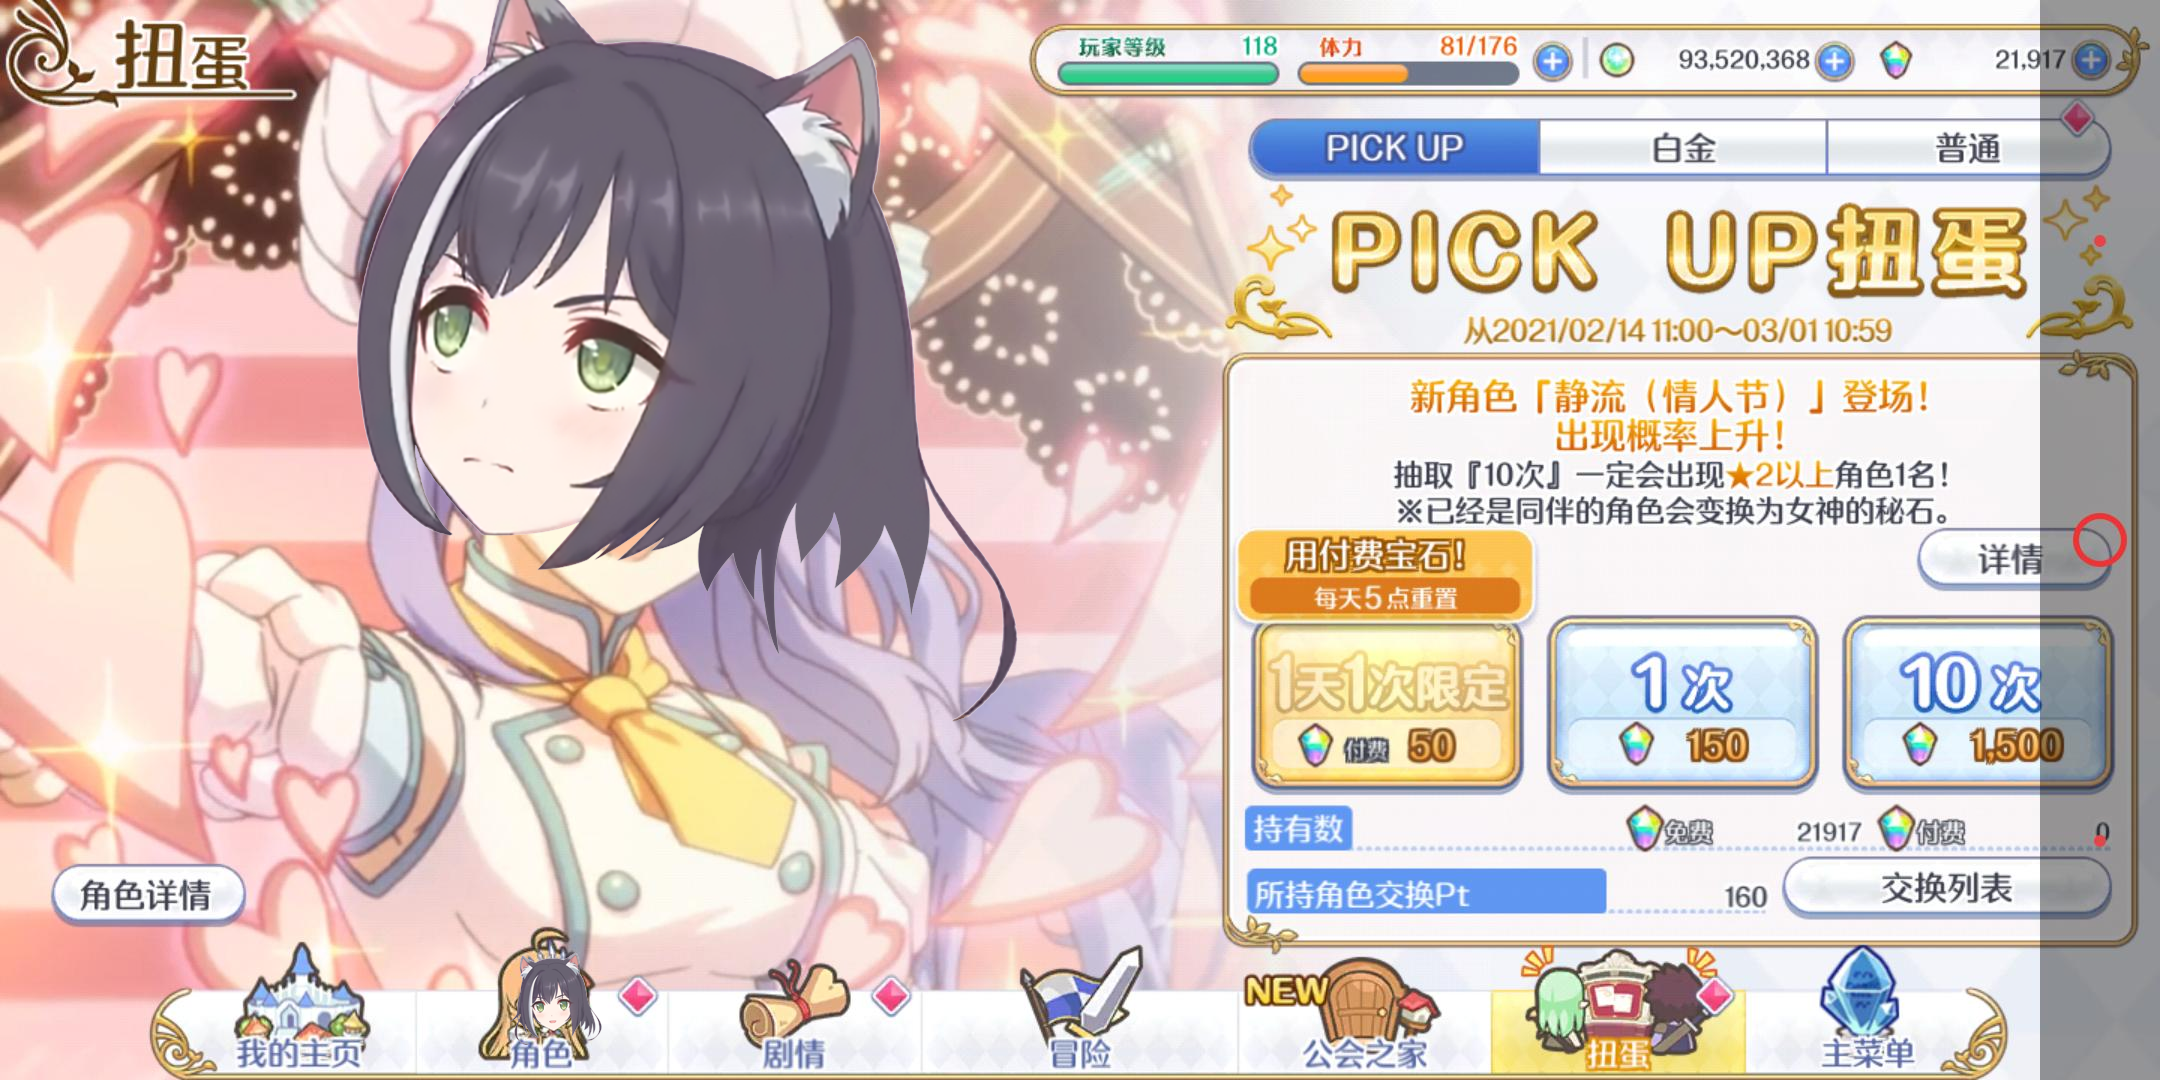 扭蛋
玩家等级 118 体力 81/176 93,520,368 21,917
PICK UP 白金 普通
PICK UP扭蛋
从2021/02/14 11:00～03/01 10:59
新角色「静流（情人节）」登场！
出现概率上升！
抽取『10次』一定会出现★2以上角色1名！
※已经是同伴的角色会变换为女神的秘石。
用付费宝石！
每天5点重置
详情
1天1次限定 1次 10次
付费 50 150 1,500
持有数 免费 21917 付费 0
所持角色交换Pt 160 交换列表
角色详情
NEW
我的主页 角色 剧情 冒险 公会之家 扭蛋 主菜单